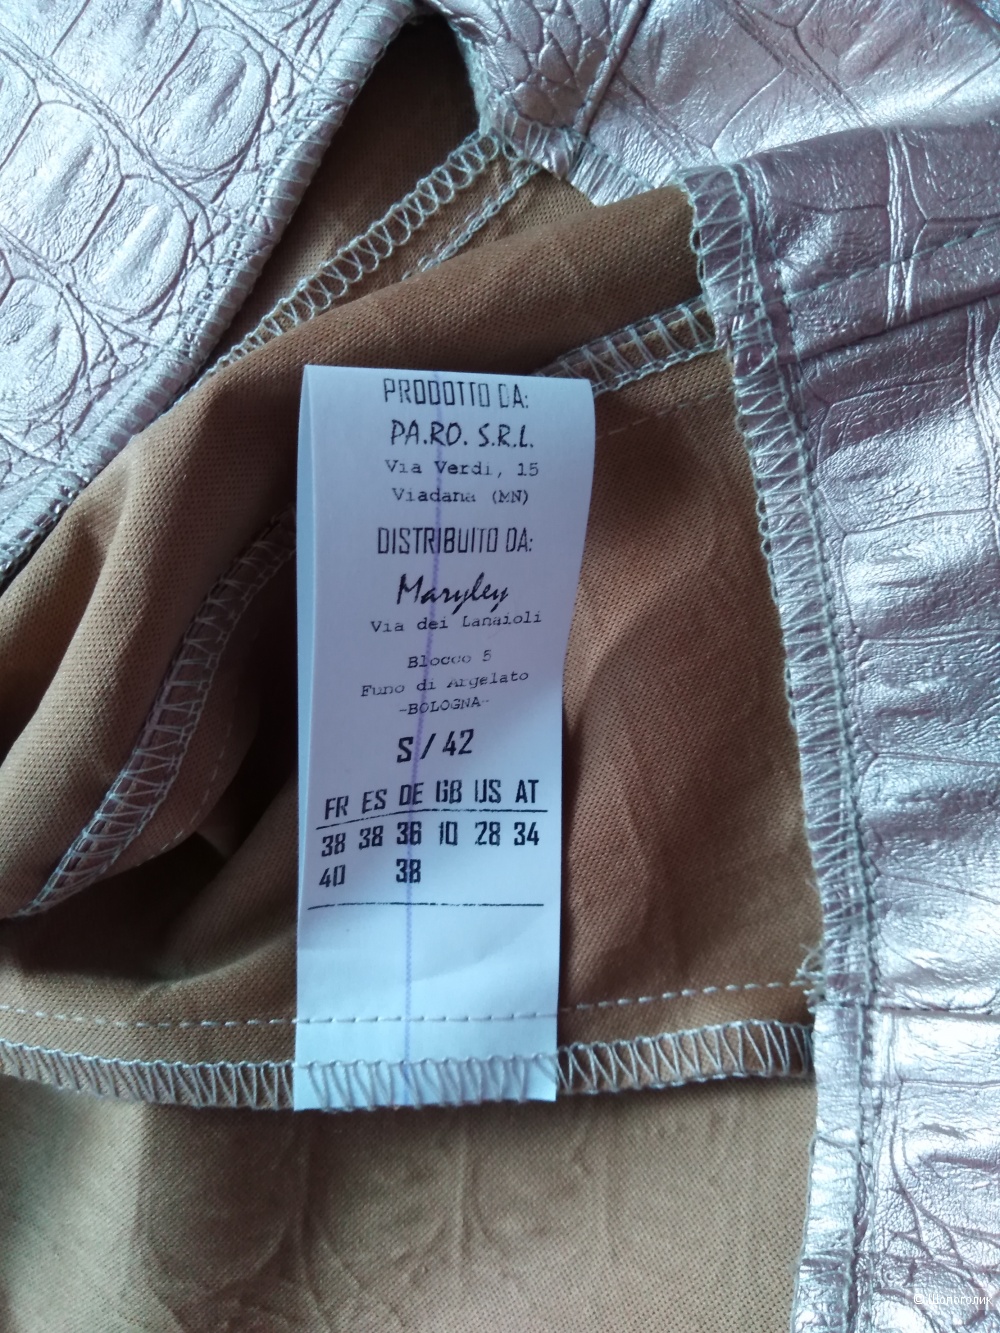 PRODOTTO DA:
PA.RO. S.R.L.
Via Verdi, 15
Viadana (MN)
DISTRIBUITO DA:
Maryley
Via dei Lanaioli
Blocco 5
Funo di Argelato
-BOLOGNA-
S / 42
FR ES DE GB US AT
38 38 36 10 28 34
40 38
© Шопоголик